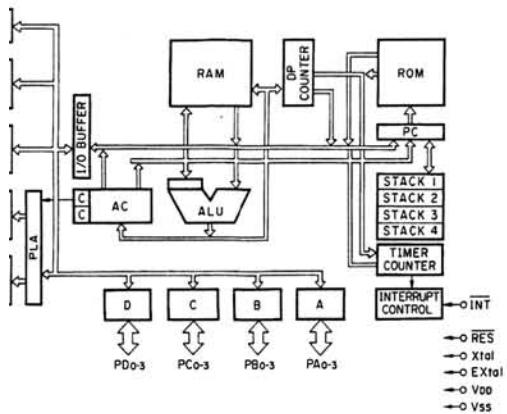 RAM
DP COUNTER
ROM
I/O BUFFER
PC
C
C
AC
ALU
STACK 1
STACK 2
STACK 3
STACK 4
PLA
TIMER
COUNTER
INTERRUPT
CONTROL
INT
D
C
B
A
PD0-3
PC0-3
PB0-3
PA0-3
RES
Xtal
EXtal
VDD
VSS